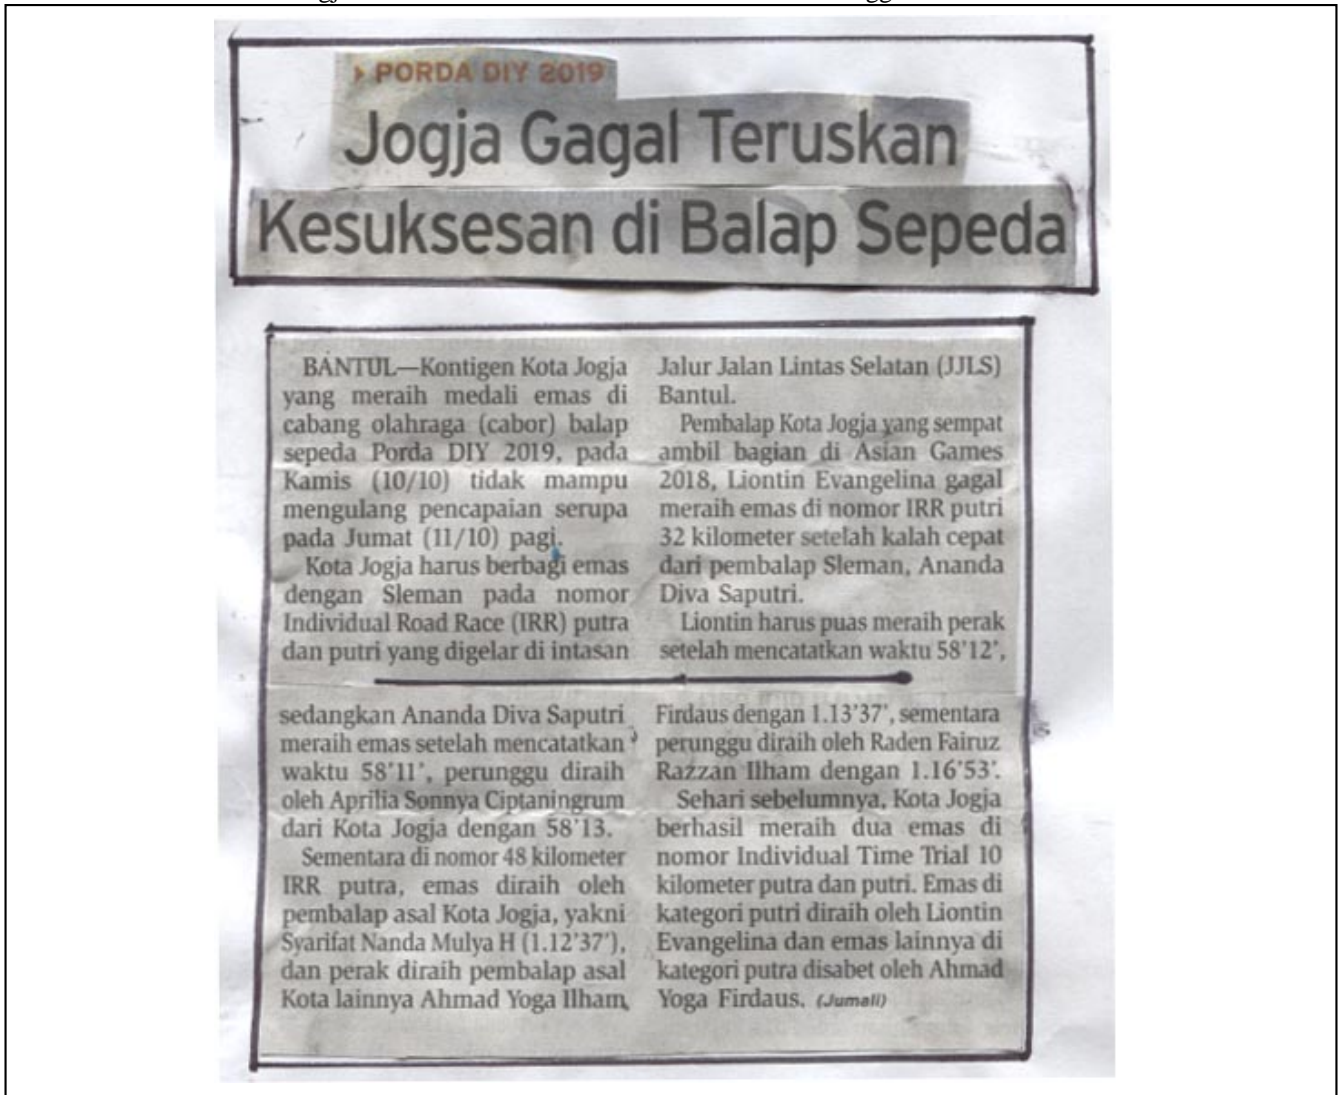 PORDA DIY 2019
Jogja Gagal Teruskan
Kesuksesan di Balap Sepeda
BANTUL—Kontigen Kota Jogja
yang meraih medali emas di
cabang olahraga (cabor) balap
sepeda Porda DIY 2019, pada
Kamis (10/10) tidak mampu
mengulang pencapaian serupa
pada Jumat (11/10) pagi.
Kota Jogja harus berbagi emas
dengan Sleman pada nomor
Individual Road Race (IRR) putra
dan putri yang digelar di intasan
Jalur Jalan Lintas Selatan (JJLS)
Bantul.
Pembalap Kota Jogja yang sempat
ambil bagian di Asian Games
2018, Liontin Evangelina gagal
meraih emas di nomor IRR putri
32 kilometer setelah kalah cepat
dari pembalap Sleman, Ananda
Diva Saputri.
Liontin harus puas meraih perak
setelah mencatatkan waktu 58'12',
sedangkan Ananda Diva Saputri
meraih emas setelah mencatatkan
waktu 58'11', perunggu diraih
oleh Aprilia Sonnya Ciptaningrum
dari Kota Jogja dengan 58'13.
Sementara di nomor 48 kilometer
IRR putra, emas diraih oleh
pembalap asal Kota Jogja, yakni
Syarifat Nanda Mulya H (1.12'37'),
dan perak diraih pembalap asal
Kota lainnya Ahmad Yoga Ilham,
Firdaus dengan 1.13'37', sementara
perunggu diraih oleh Raden Fairuz
Razzan Ilham dengan 1.16'53'.
Sehari sebelumnya, Kota Jogja
berhasil meraih dua emas di
nomor Individual Time Trial 10
kilometer putra dan putri. Emas di
kategori putri diraih oleh Liontin
Evangelina dan emas lainnya di
kategori putra disabet oleh Ahmad
Yoga Firdaus. (Jumali)